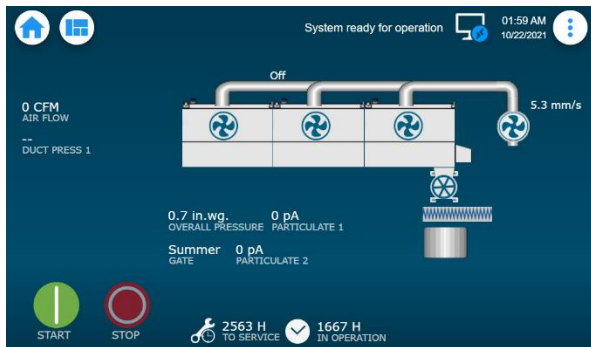 System ready for operation
01:59 AM
10/22/2021
Off
0 CFM
AIR FLOW
5.3 mm/s
--
DUCT PRESS 1
0.7 in.wg. 0 pA
OVERALL PRESSURE PARTICULATE 1
Summer 0 pA
GATE PARTICULATE 2
START STOP
2563 H 1667 H
TO SERVICE IN OPERATION